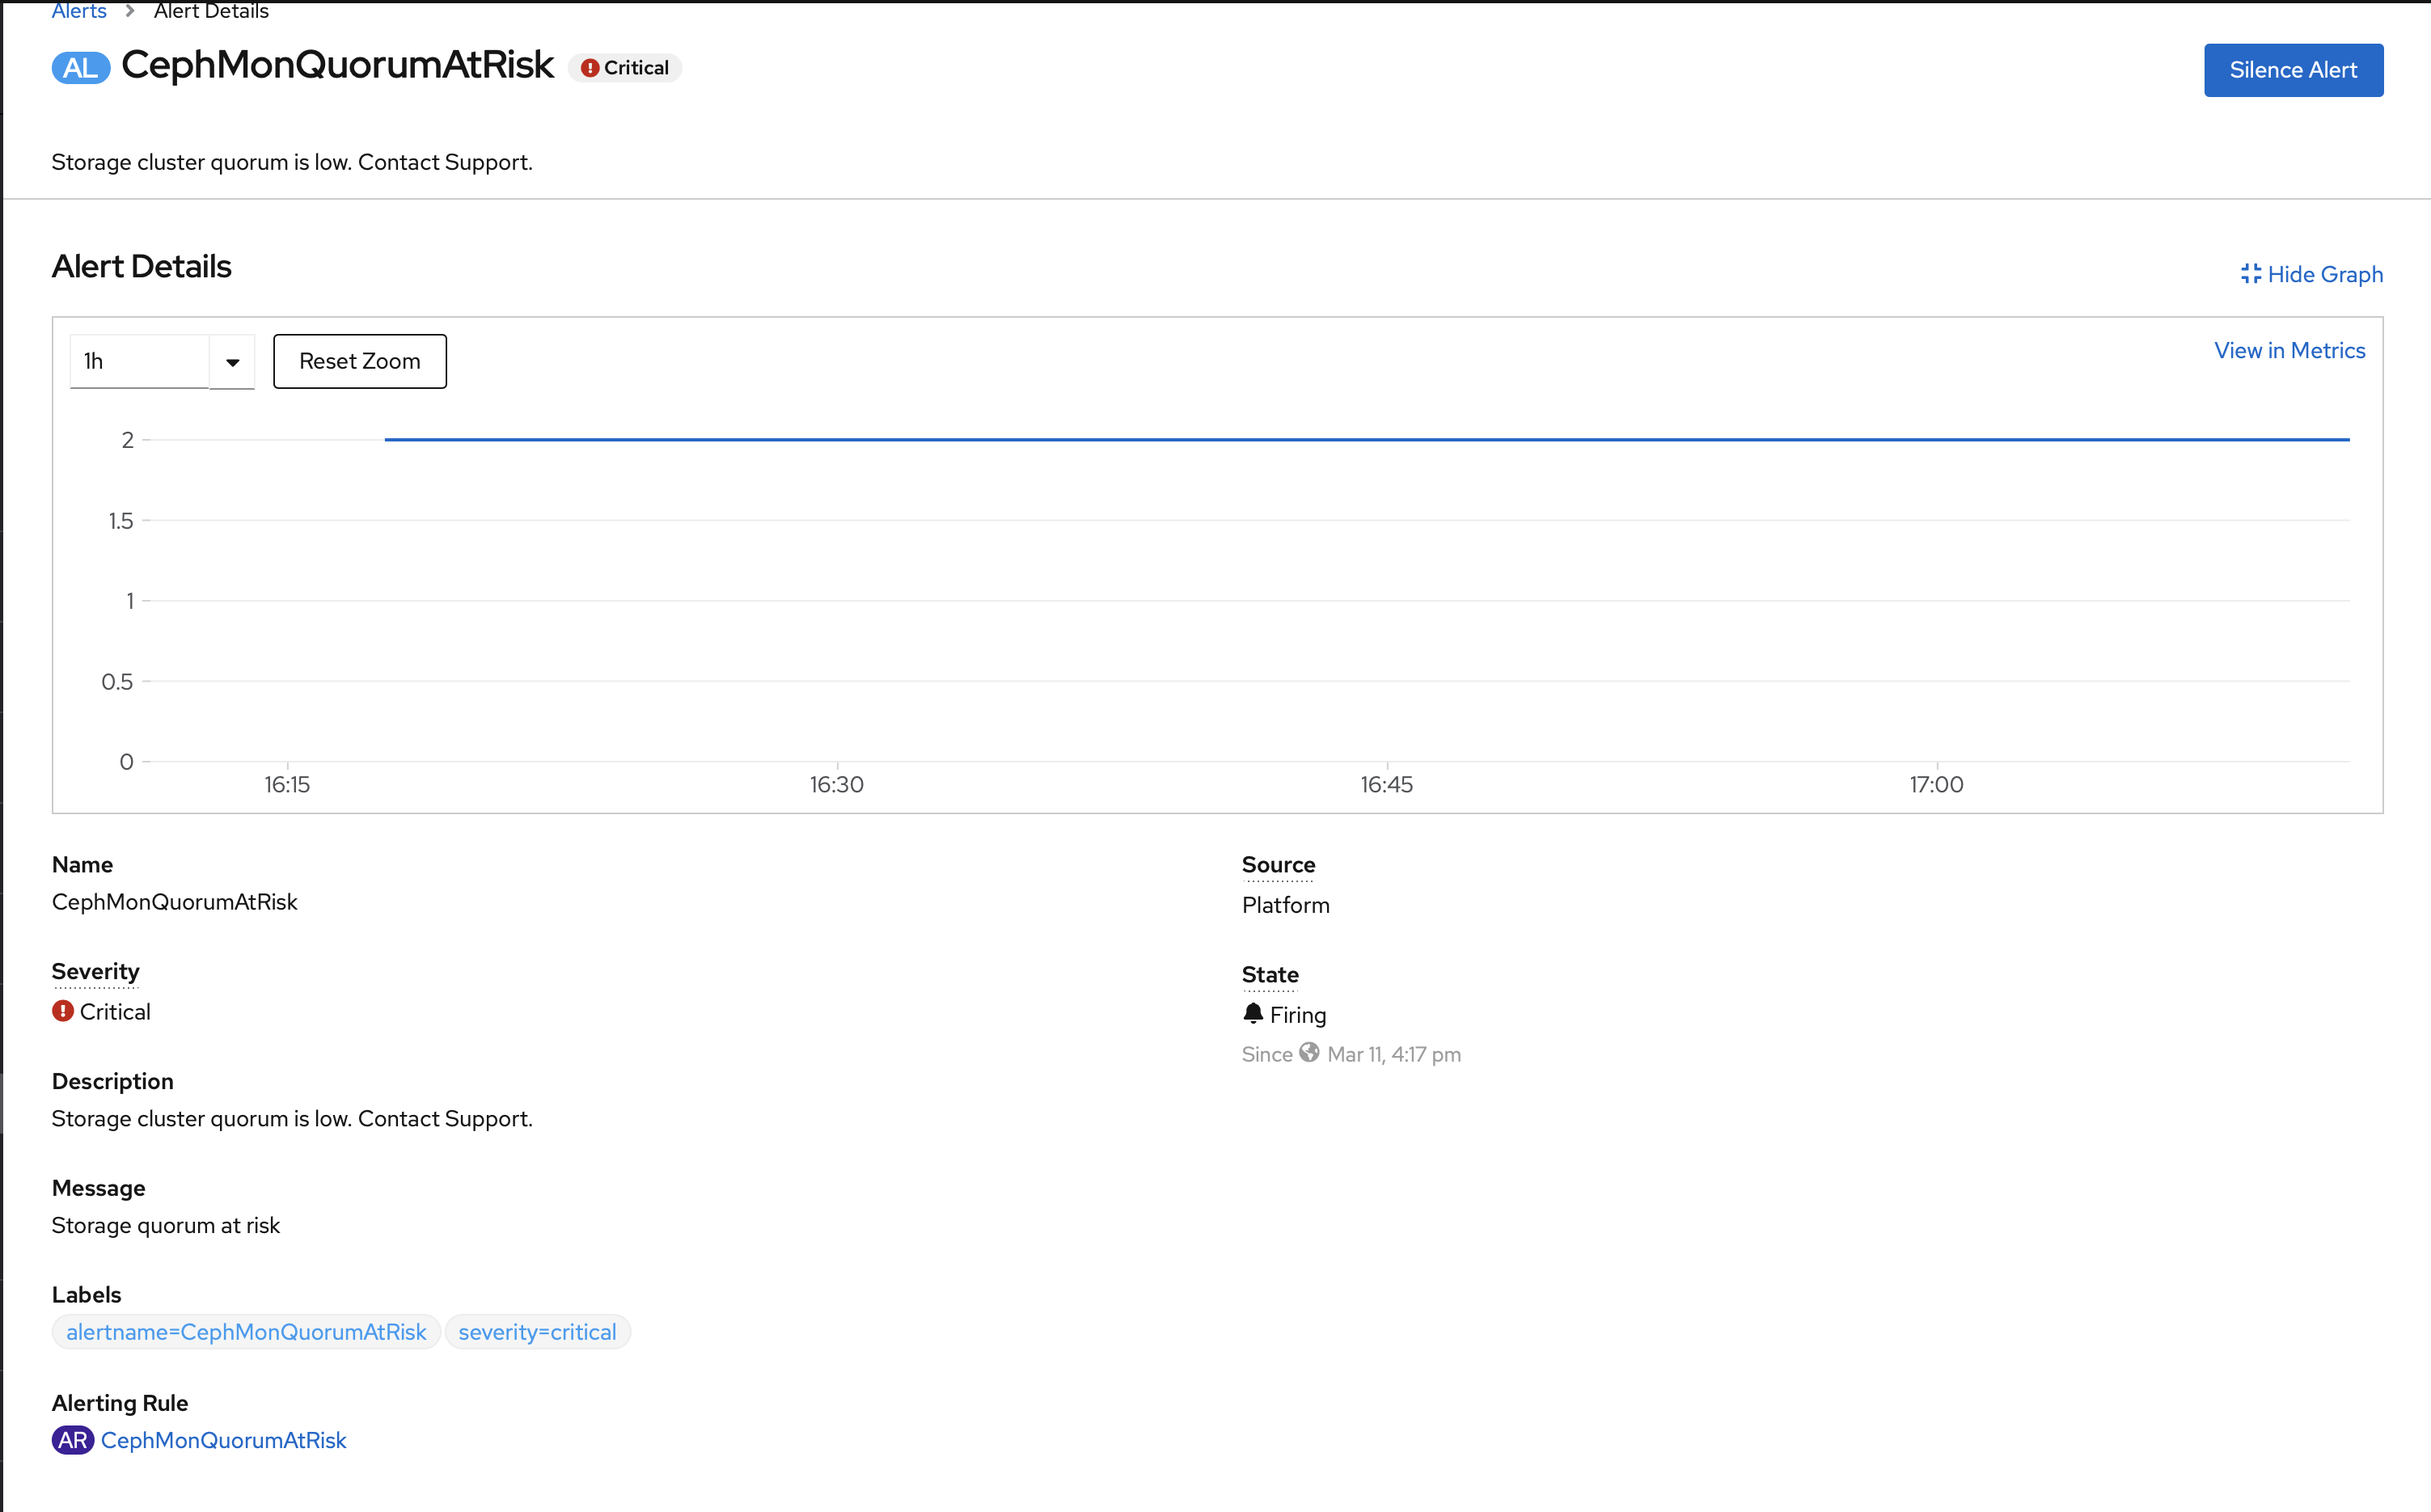 Alerts > Alert Details
AL CephMonQuorumAtRisk Critical
Silence Alert
Storage cluster quorum is low. Contact Support.
Alert Details
Hide Graph
1h Reset Zoom
View in Metrics
2
1.5
1
0.5
0
16:15 16:30 16:45 17:00
Name
CephMonQuorumAtRisk
Severity
Critical
Description
Storage cluster quorum is low. Contact Support.
Message
Storage quorum at risk
Labels
alertname=CephMonQuorumAtRisk severity=critical
Alerting Rule
AR CephMonQuorumAtRisk
Source
Platform
State
Firing
Since Mar 11, 4:17 pm